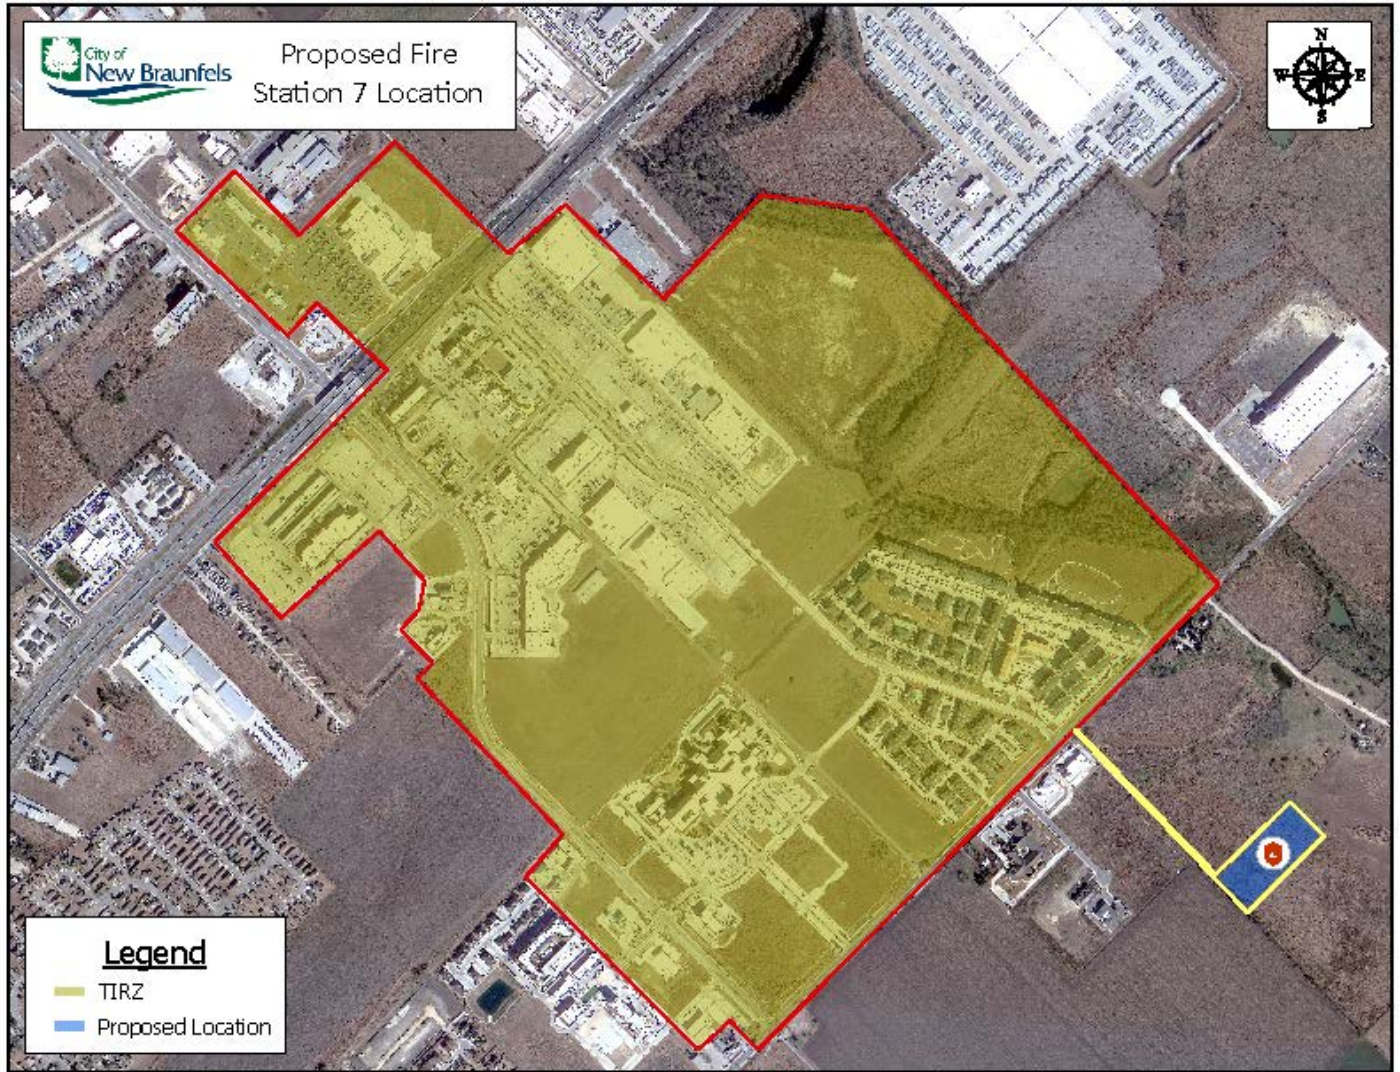 City of
New Braunfels
Proposed Fire
Station 7 Location
N
W
E
S
Legend
TIRZ
Proposed Location